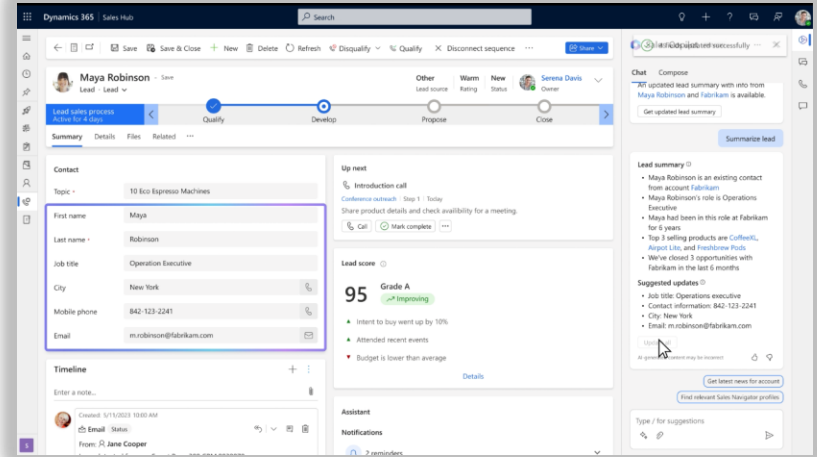 Dynamics 365 Sales Hub
Search
Save
Save & Close
New
Delete
Refresh
Disqualify
Qualify
Disconnect sequence
Share
Maya Robinson - Save
Lead · Lead
Other
Lead source
Warm
Rating
New
Status
Serena Davis
Owner
Lead sales process
Active for 4 days
Qualify
Develop
Propose
Close
Summary Details Files Related
Contact
Topic
10 Eco Espresso Machines
First name
Maya
Last name
Robinson
Job title
Operation Executive
City
New York
Mobile phone
842-123-2241
Email
m.robinson@fabrikam.com
Timeline
Enter a note...
Created: 5/11/2023 10:00 AM
Email Status
From: Jane Cooper
Up next
Introduction call
Conference outreach Step 1 Today
Share product details and check availibility for a meeting.
Call
Mark complete
Lead score
95
Grade A
Improving
Intent to buy went up by 10%
Attended recent events
Budget is lower than average
Details
Assistant
Notifications
2 reminders
Chat Compose
An updated lead summary with info from
Maya Robinson and Fabrikam is available.
Get updated lead summary
Summarize lead
Lead summary
• Maya Robinson is an existing contact
from account Fabrikam
• Maya Robinson's role is Operations
Executive
• Maya had been in this role at Fabrikam
for 6 years
• Top 3 selling products are CoffeeXL,
Airpot Lite, and Freshbrew Pods
• We've closed 3 opportunities with
Fabrikam in the last 6 months
Suggested updates
• Job title: Operations executive
• Contact information: 842-123-2241
• City: New York
• Email: m.robinson@fabrikam.com
AI-generated content may be incorrect
Get latest news for account
Find relevant Sales Navigator profiles
Type / for suggestions
S